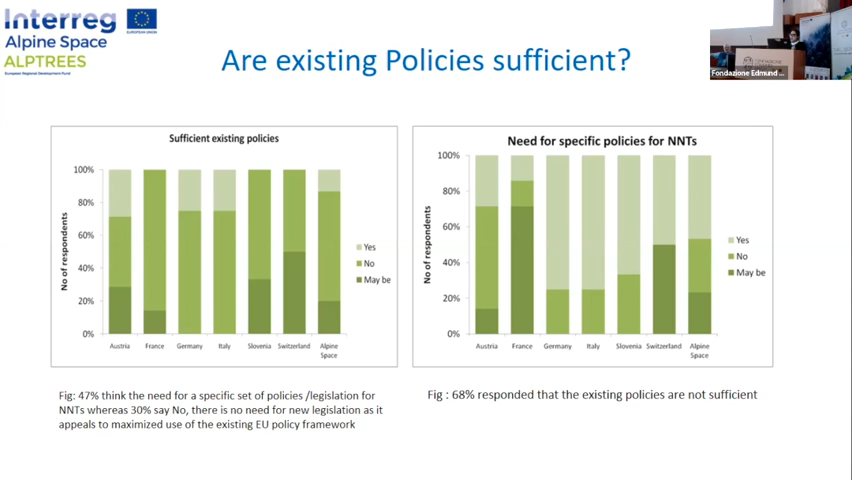 Interreg
EUROPEAN UNION
Alpine Space
ALPTREES
European Regional Development Fund
Fondazione Edmund ...
Are existing Policies sufficient?
Sufficient existing policies
100%
80%
60%
40%
20%
0%
No of respondents
Austria
France
Germany
Italy
Slovenia
Switzerland
Alpine
Space
Yes
No
May be
Need for specific policies for NNTs
100%
80%
60%
40%
20%
0%
No of respondents
Austria
France
Germany
Italy
Slovenia
Switzerland
Alpine
Space
Yes
No
May be
Fig: 47% think the need for a specific set of policies /legislation for
NNTs whereas 30% say No, there is no need for new legislation as it
appeals to maximized use of the existing EU policy framework
Fig : 68% responded that the existing policies are not sufficient